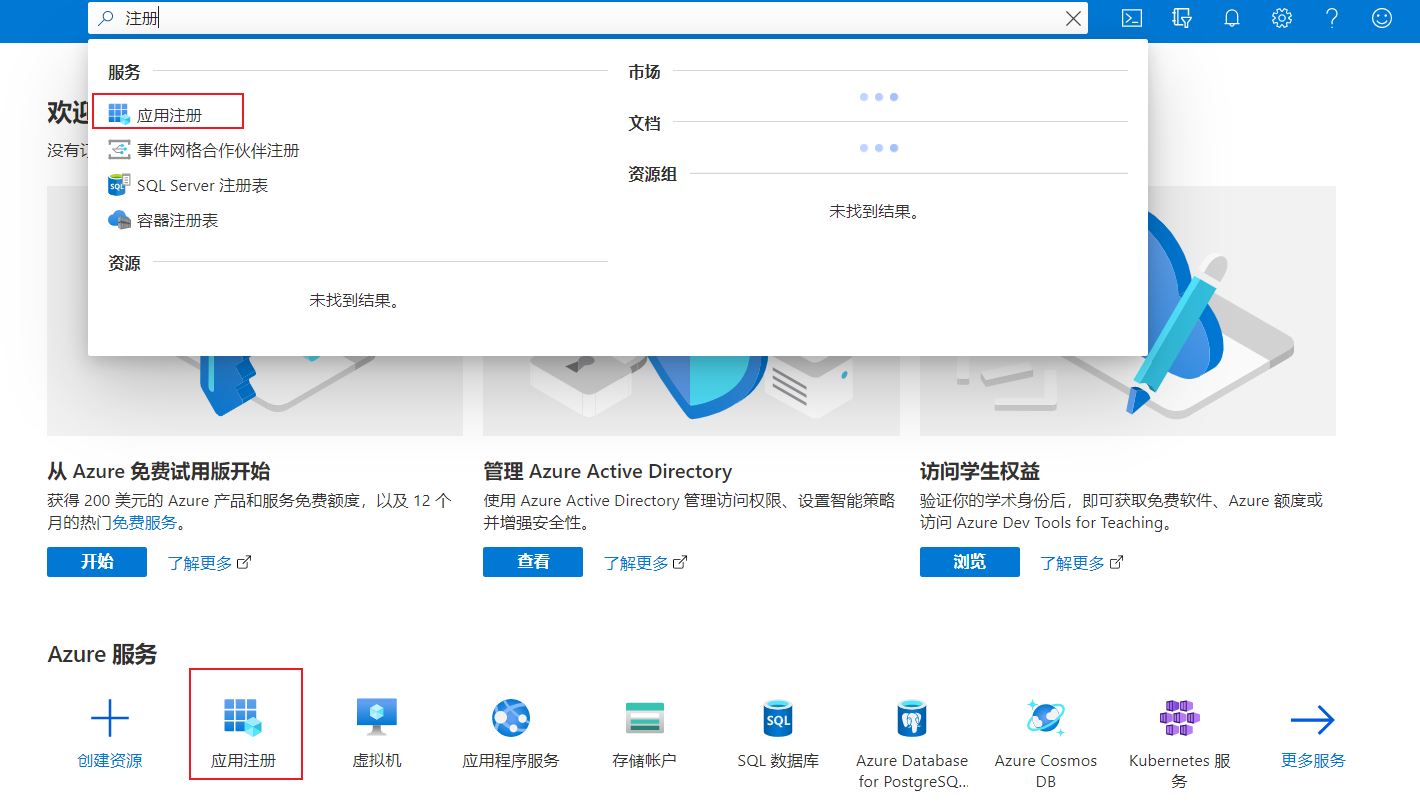 注册
服务
应用注册
事件网格合作伙伴注册
SQL Server 注册表
容器注册表
资源
未找到结果。
市场
文档
资源组
未找到结果。
欢迎
没有
从 Azure 免费试用版开始
获得 200 美元的 Azure 产品和服务免费额度，以及 12 个
月的热门免费服务。
开始
了解更多
管理 Azure Active Directory
使用 Azure Active Directory 管理访问权限、设置智能策略
并增强安全性。
查看
了解更多
访问学生权益
验证你的学术身份后，即可获取免费软件、Azure 额度或
访问 Azure Dev Tools for Teaching。
浏览
了解更多
Azure 服务
创建资源
应用注册
虚拟机
应用程序服务
存储帐户
SQL 数据库
Azure Database
for PostgreSQ...
Azure Cosmos
DB
Kubernetes 服
务
更多服务